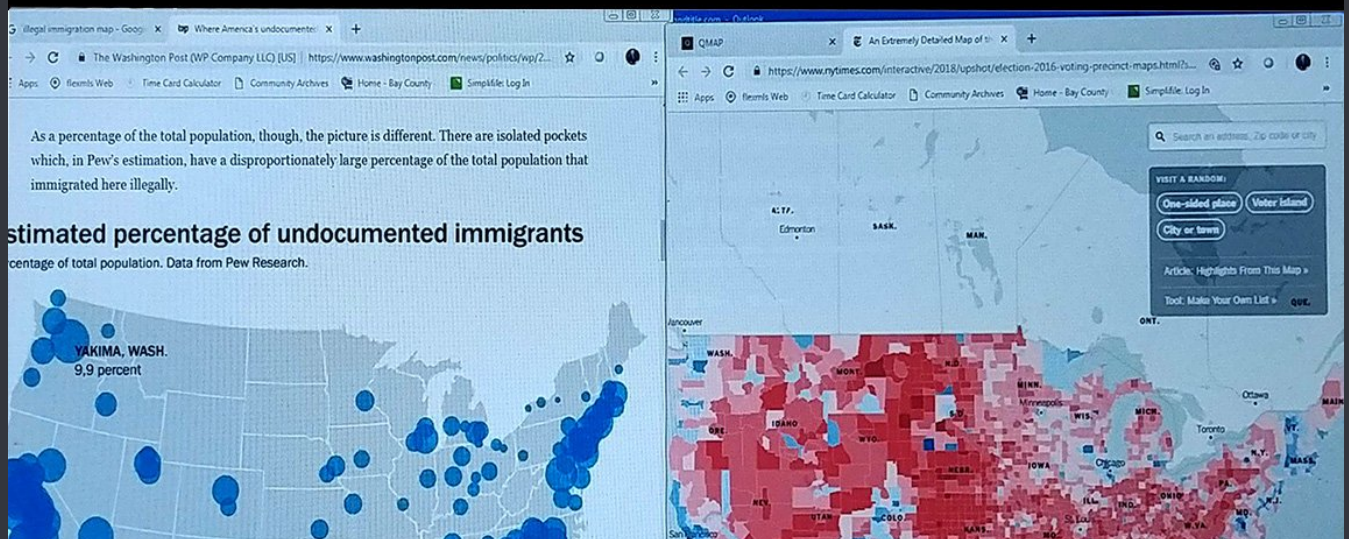 illegal immigration map - Goog
Where America's undocumented
The Washington Post (WP Company LLC) [US] | https://www.washingtonpost.com/news/politics/wp/2...
Apps flexmls Web Time Card Calculator Community Archives Home - Bay County Simplifile: Log In »
As a percentage of the total population, though, the picture is different. There are isolated pockets
which, in Pew's estimation, have a disproportionately large percentage of the total population that
immigrated here illegally.
stimated percentage of undocumented immigrants
rcentage of total population. Data from Pew Research.
YAKIMA, WASH.
9,9 percent
Outlook
QMAP
An Extremely Detailed Map of th
https://www.nytimes.com/interactive/2018/upshot/election-2016-voting-precinct-maps.html?s...
Apps flexmls Web Time Card Calculator Community Archives Home - Bay County Simplifile: Log In »
Search an address, Zip code or city
VISIT A RANDOM:
One-sided place Voter island
City or town
Article: Highlights From This Map »
Tool: Make Your Own List »
QUE.
ALTA.
Edmonton
SASK.
MAN.
ONT.
Vancouver
WASH.
MONT.
N.D.
MINN.
Minneapolis
Ottawa
MAIN
ORE.
IDAHO
S.D.
WIS.
MICH.
Toronto
VT.
WYO.
N.Y.
MASS.
NEBR.
IOWA
Chicago
PA.
NEV.
UTAH
COLO.
ILL.
IND.
OHIO
N.J.
San Francisco
KANS.
MO.
St. Lou
W.VA.
MD.